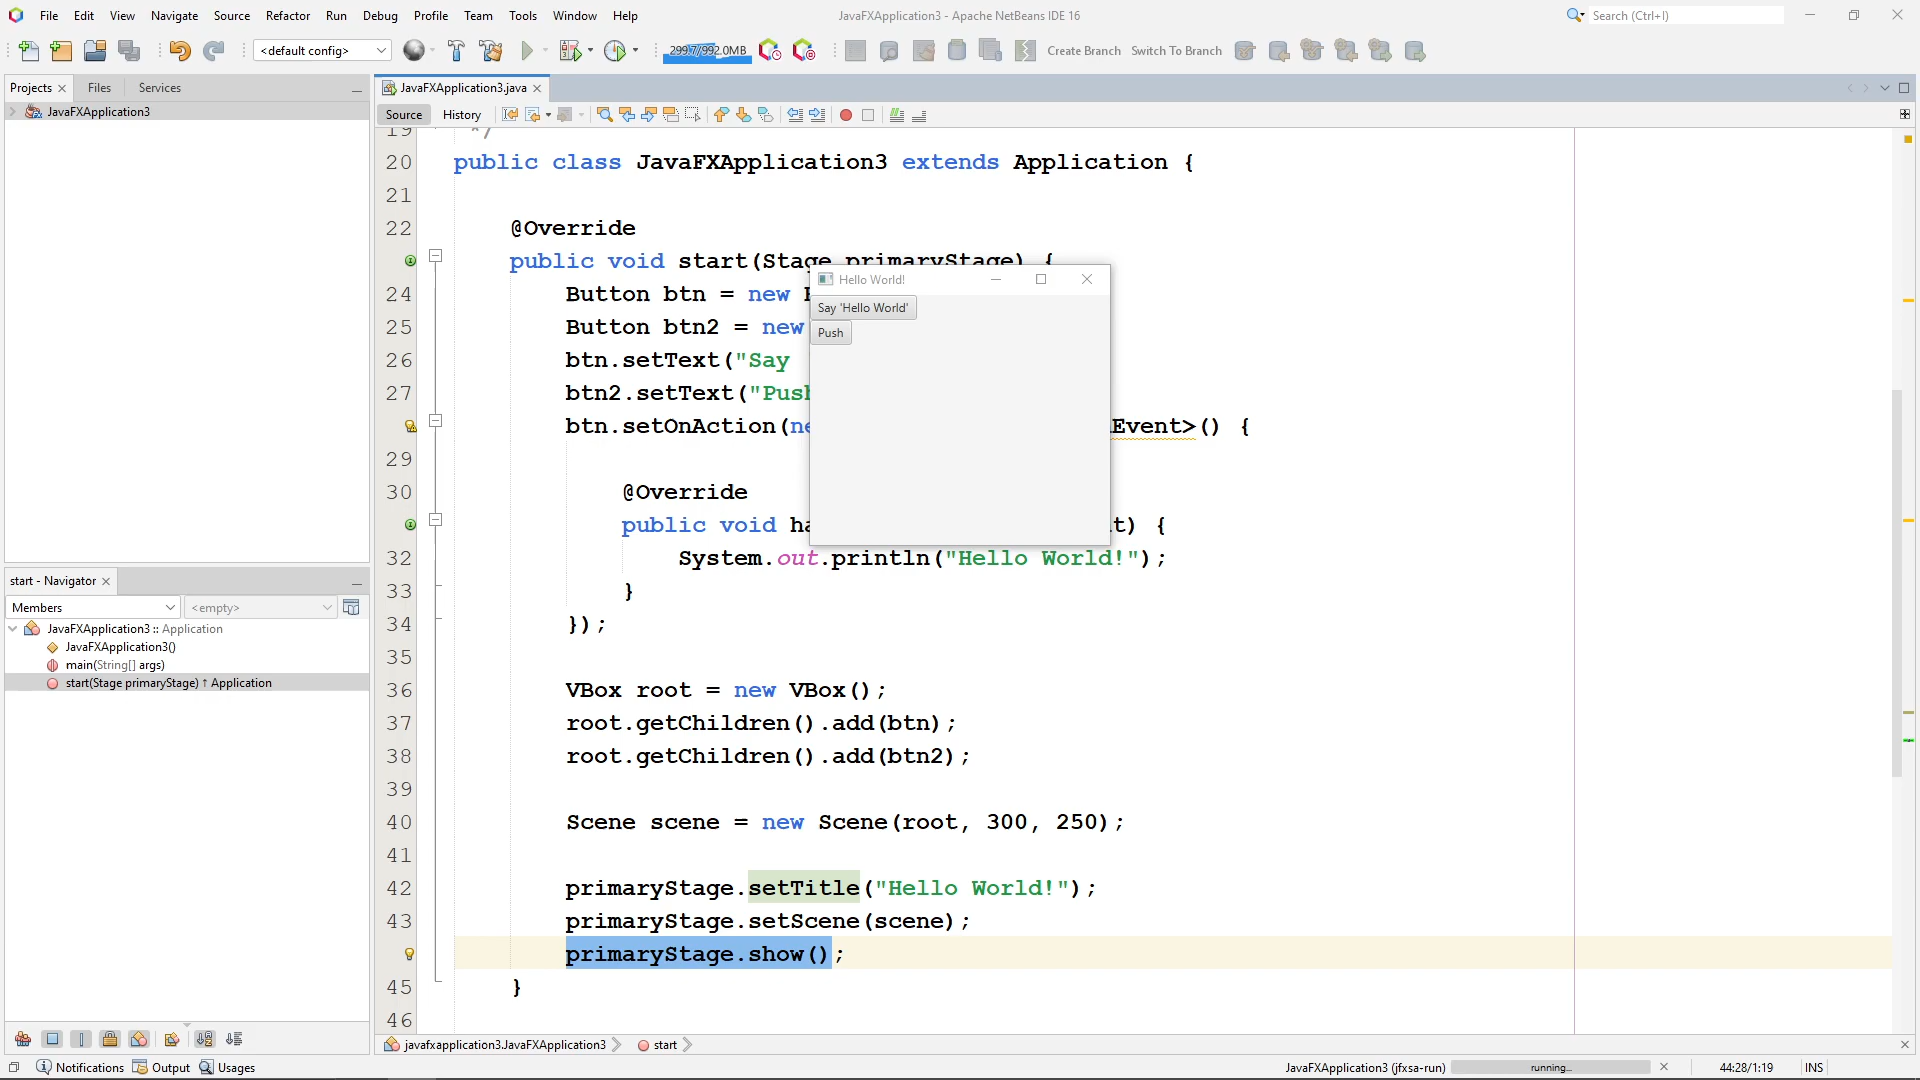 File Edit View Navigate Source Refactor Run Debug Profile Team Tools Window Help
JavaFXApplication3 - Apache NetBeans IDE 16
Search (Ctrl+I)
<default config>
299.7/992.0MB
Create Branch Switch To Branch
Projects Files Services
JavaFXApplication3
JavaFXApplication3.java
Source History
19 */
20 public class JavaFXApplication3 extends Application {
21
22 @Override
public void start(Stage primaryStage) {
24 Button btn = new
25 Button btn2 = new
26 btn.setText("Say
27 btn2.setText("Push
btn.setOnAction(ne Event>() {
29
30 @Override
public void ha t) {
32 System.out.println("Hello World!");
33 }
34 });
35
36 VBox root = new VBox();
37 root.getChildren().add(btn);
38 root.getChildren().add(btn2);
39
40 Scene scene = new Scene(root, 300, 250);
41
42 primaryStage.setTitle("Hello World!");
43 primaryStage.setScene(scene);
primaryStage.show();
45 }
46
Hello World!
Say 'Hello World'
Push
start - Navigator
Members <empty>
JavaFXApplication3 :: Application
JavaFXApplication3()
main(String[] args)
start(Stage primaryStage) ↑ Application
javafxapplication3.JavaFXApplication3 start
Notifications Output Usages
JavaFXApplication3 (jfxsa-run) running... 44:28/1:19 INS